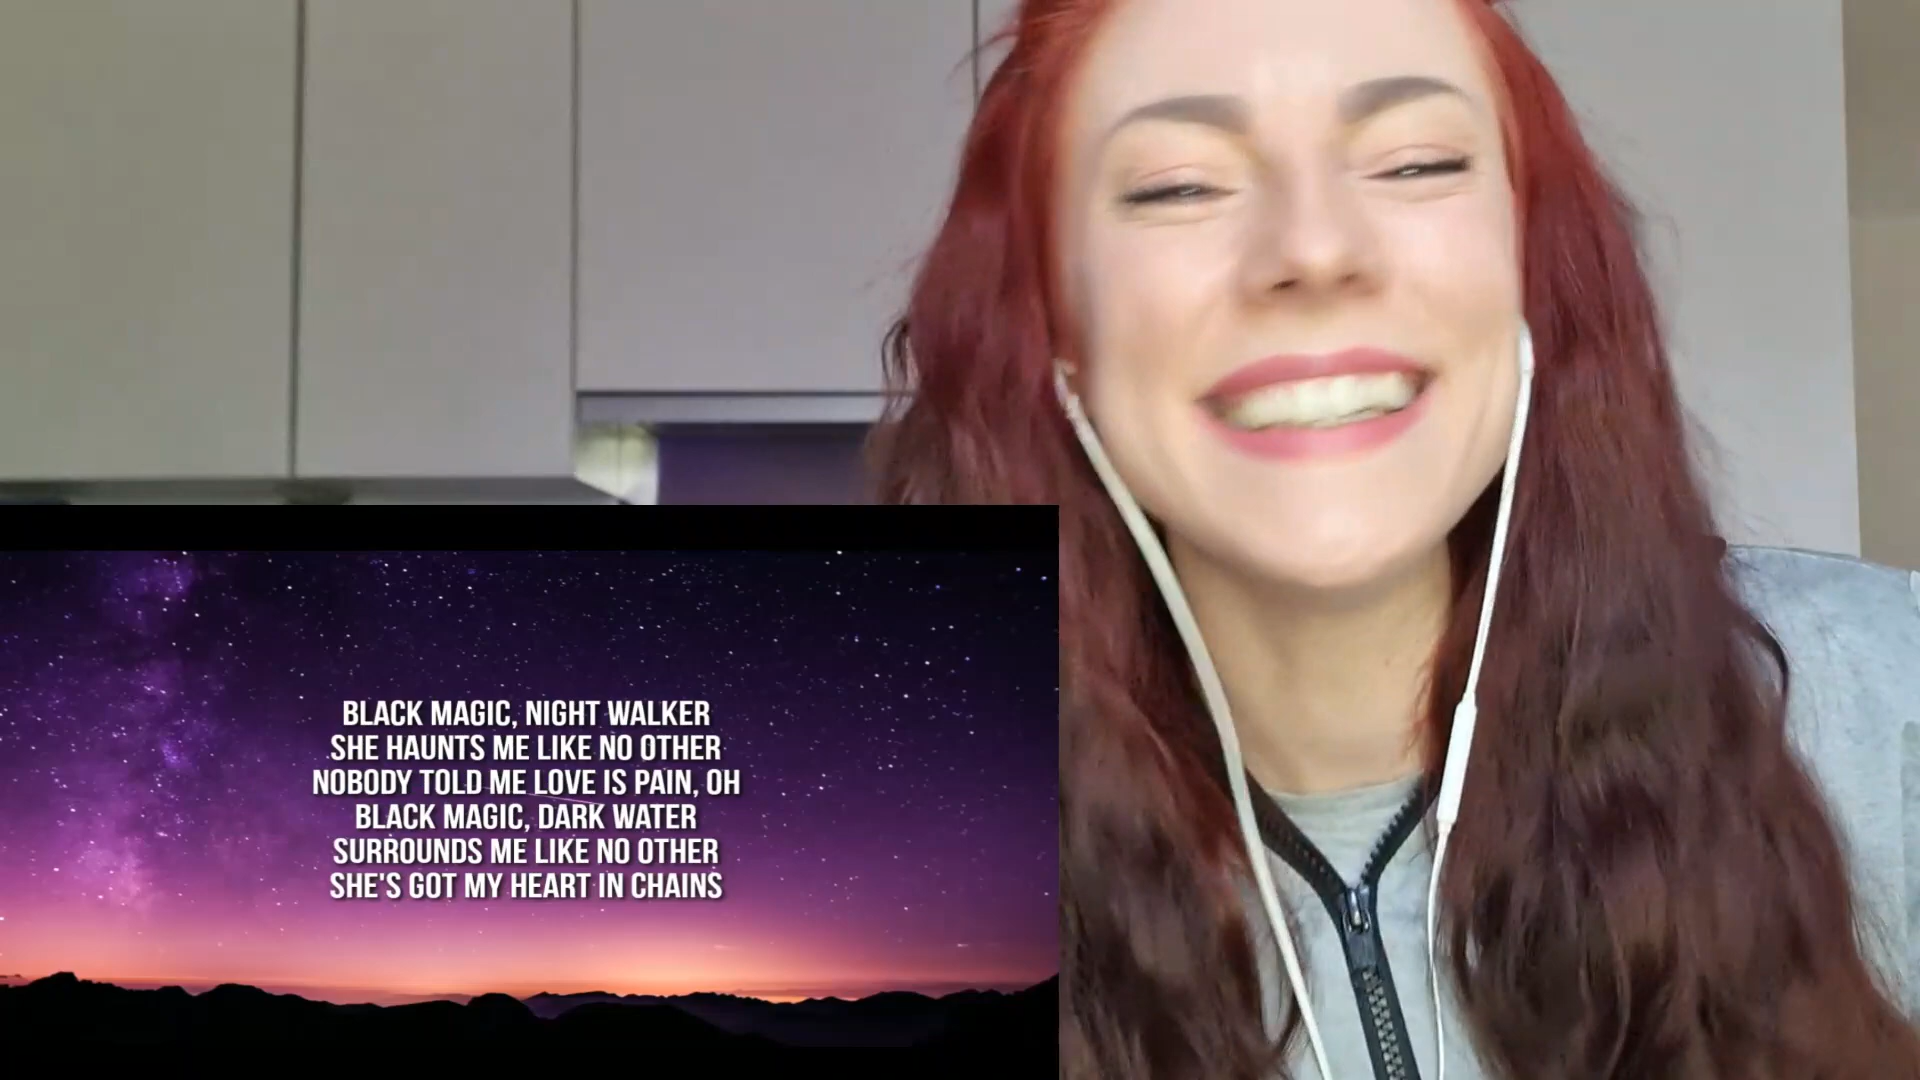 BLACK MAGIC, NIGHT WALKER
SHE HAUNTS ME LIKE NO OTHER
NOBODY TOLD ME LOVE IS PAIN, OH
BLACK MAGIC, DARK WATER
SURROUNDS ME LIKE NO OTHER
SHE'S GOT MY HEART IN CHAINS